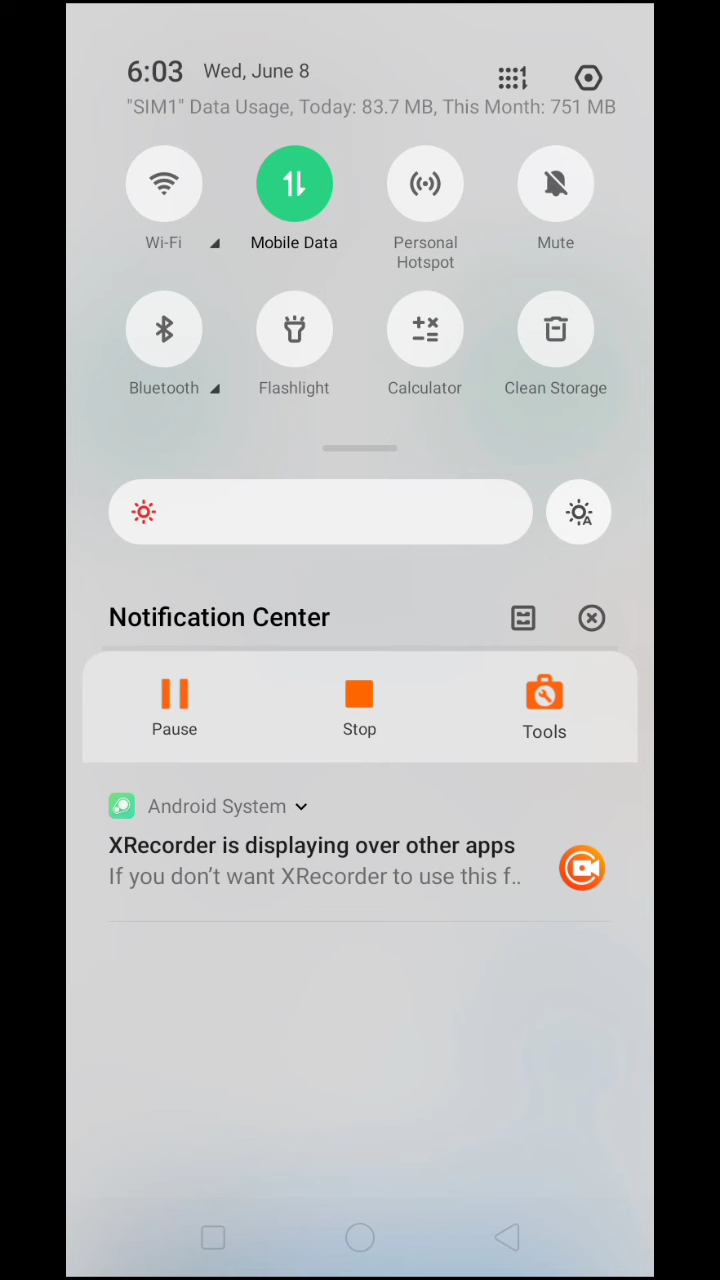 6:03 Wed, June 8
"SIM1" Data Usage, Today: 83.7 MB, This Month: 751 MB
Wi-Fi Mobile Data Personal Hotspot Mute
Bluetooth Flashlight Calculator Clean Storage
A
Notification Center
Pause Stop Tools
Android System
XRecorder is displaying over other apps
If you don't want XRecorder to use this f..